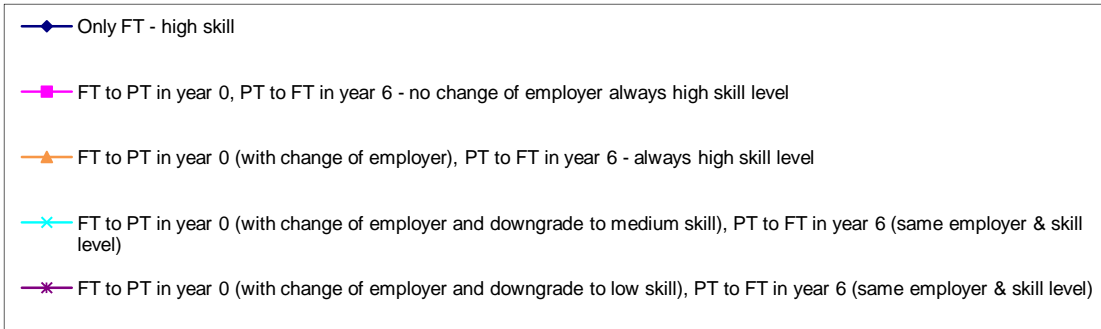 Only FT - high skill
FT to PT in year 0, PT to FT in year 6 - no change of employer always high skill level
FT to PT in year 0 (with change of employer), PT to FT in year 6 - always high skill level
FT to PT in year 0 (with change of employer and downgrade to medium skill), PT to FT in year 6 (same employer & skill
level)
FT to PT in year 0 (with change of employer and downgrade to low skill), PT to FT in year 6 (same employer & skill level)